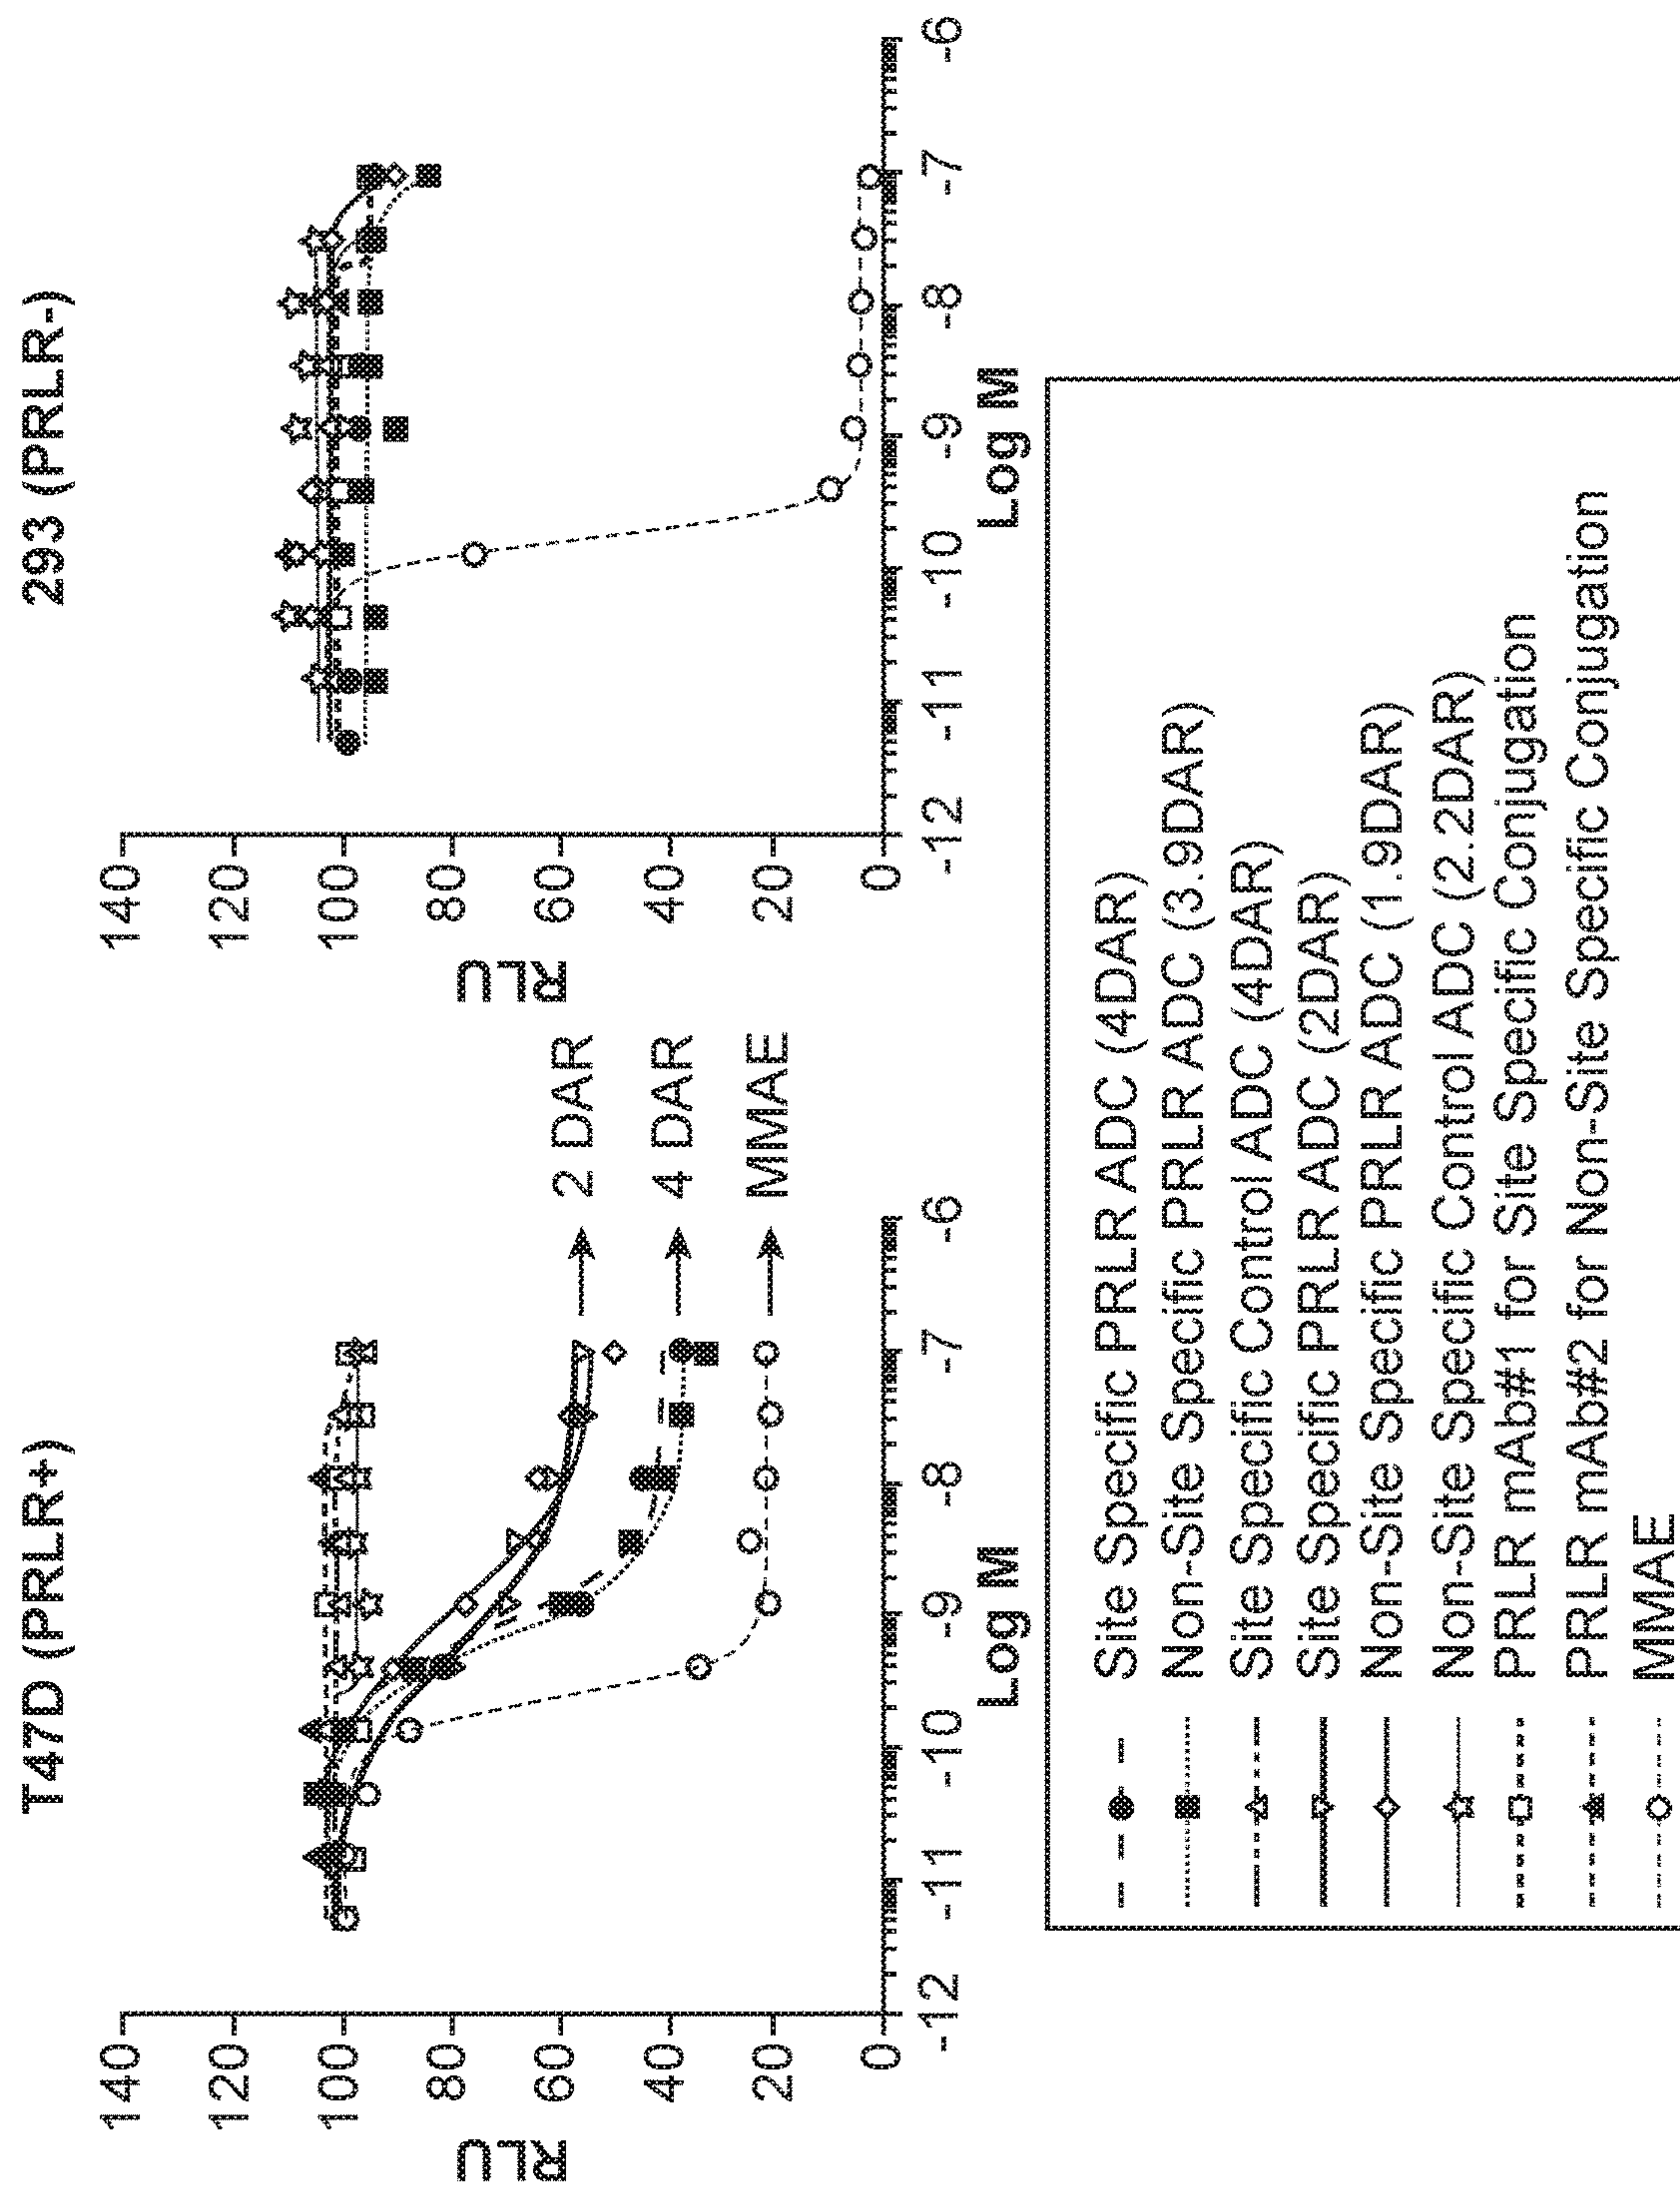 T47D (PRLR+)
RLU
140
120
100
80
60
40
20
0
-12
-11
-10
-9
-8
-7
-6
Log M
2 DAR
4 DAR
MMAE
293 (PRLR-)
RLU
140
120
100
80
60
40
20
0
-12
-11
-10
-9
-8
-7
-6
Log M
Site Specific PRLR ADC (4DAR)
Non-Site Specific PRLR ADC (3.9DAR)
Site Specific Control ADC (4DAR)
Site Specific PRLR ADC (2DAR)
Non-Site Specific PRLR ADC (1.9DAR)
Non-Site Specific Control ADC (2.2DAR)
PRLR mAb#1 for Site Specific Conjugation
PRLR mAb#2 for Non-Site Specific Conjugation
MMAE